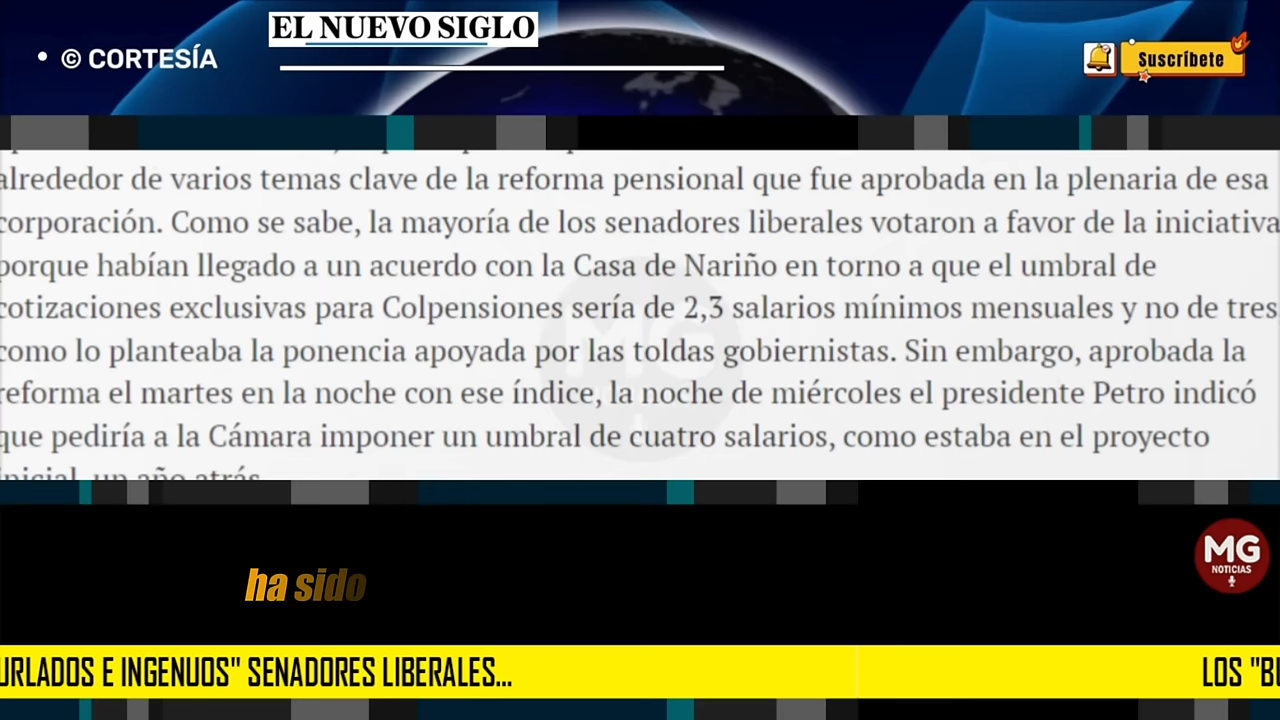 EL NUEVO SIGLO
• © CORTESÍA
Suscríbete
alrededor de varios temas clave de la reforma pensional que fue aprobada en la plenaria de esa
corporación. Como se sabe, la mayoría de los senadores liberales votaron a favor de la iniciativa
porque habían llegado a un acuerdo con la Casa de Nariño en torno a que el umbral de
cotizaciones exclusivas para Colpensiones sería de 2,3 salarios mínimos mensuales y no de tres
como lo planteaba la ponencia apoyada por las toldas gobiernistas. Sin embargo, aprobada la
reforma el martes en la noche con ese índice, la noche de miércoles el presidente Petro indicó
que pediría a la Cámara imponer un umbral de cuatro salarios, como estaba en el proyecto
inicial, un año atrás
MG
MG
NOTICIAS
ha sido
URLADOS E INGENUOS" SENADORES LIBERALES... LOS "BU